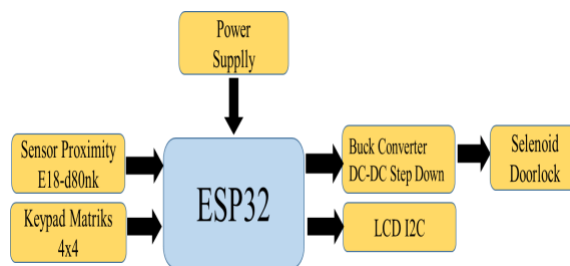 Power
Supplly
Sensor Proximity
E18-d80nk
Keypad Matriks
4x4
ESP32
Buck Converter
DC-DC Step Down
LCD I2C
Selenoid
Doorlock